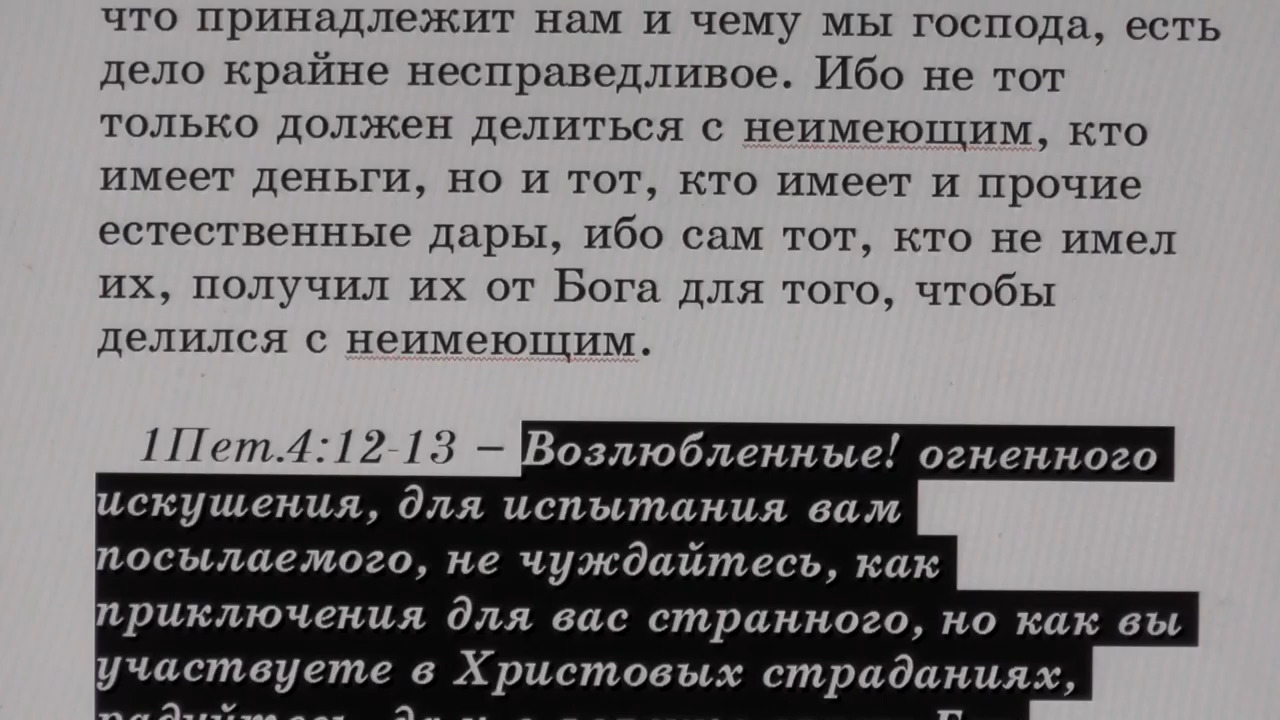 что принадлежит нам и чему мы господа, есть
дело крайне несправедливое. Ибо не тот
только должен делиться с неимеющим, кто
имеет деньги, но и тот, кто имеет и прочие
естественные дары, ибо сам тот, кто не имел
их, получил их от Бога для того, чтобы
делился с неимеющим.
1Пет.4:12-13 – Возлюбленные! огненного
искушения, для испытания вам
посылаемого, не чуждайтесь, как
приключения для вас странного, но как вы
участвуете в Христовых страданиях,